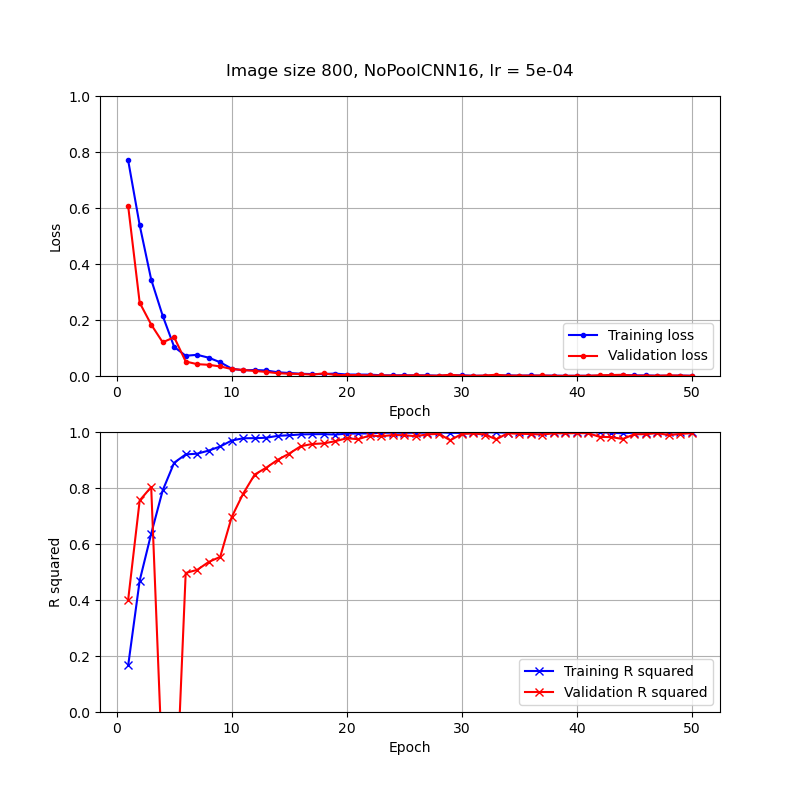 Image size 800, NoPoolCNN16, lr = 5e-04
1.0
0.8
0.6
0.4
0.2
0.0
Loss
Training loss
Validation loss
0 10 20 30 40 50
Epoch
1.0
0.8
0.6
0.4
0.2
0.0
R squared
Training R squared
Validation R squared
0 10 20 30 40 50
Epoch